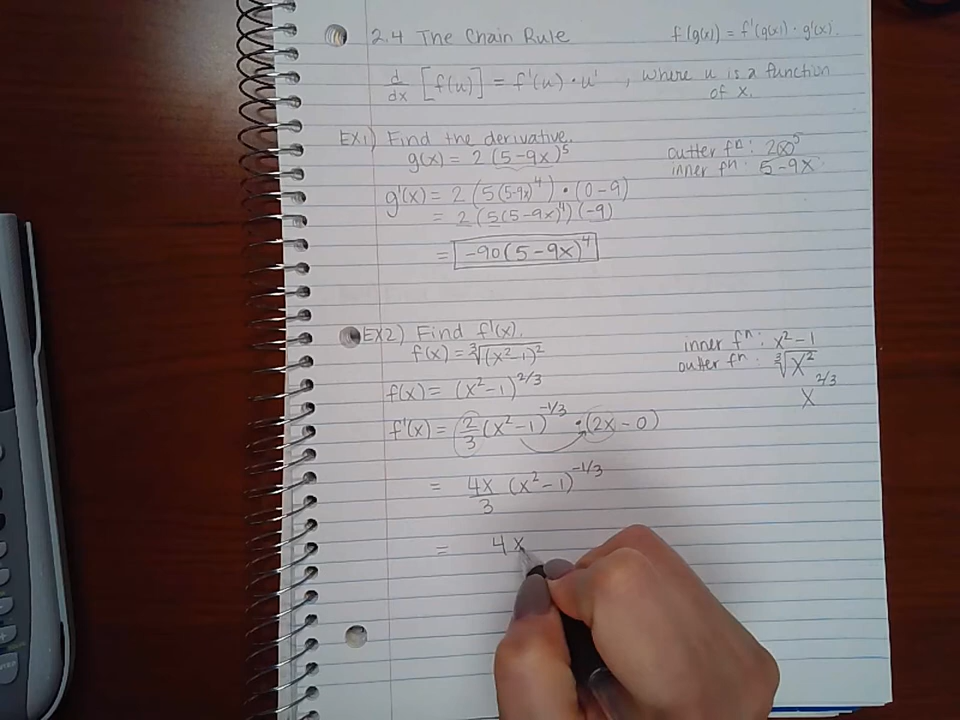 2.4 The Chain Rule
f(g(x)) = f'(g(x)) · g'(x).
d/dx [f(u)] = f'(u) · u' , where u is a function
of x.
EX1) Find the derivative.
g(x) = 2 (5-9x)^5
outter f^n : 2(x)^5
inner f^n : 5-9x
g'(x) = 2 (5(5-9x)^4) · (0-9)
= 2 (5(5-9x)^4)(-9)
= -90(5-9x)^4
EX2) Find f'(x).
f(x) = ∛(x²-1)²
inner f^n : x²-1
outter f^n : ∛x²
x^2/3
f(x) = (x²-1)^2/3
f'(x) = 2/3 (x²-1)^-1/3 · (2x-0)
= 4x/3 (x²-1)^-1/3
= 4x